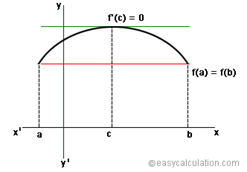 y
f'(c) = 0
f(a) = f(b)
x' a c b x
y'
© easycalculation.com